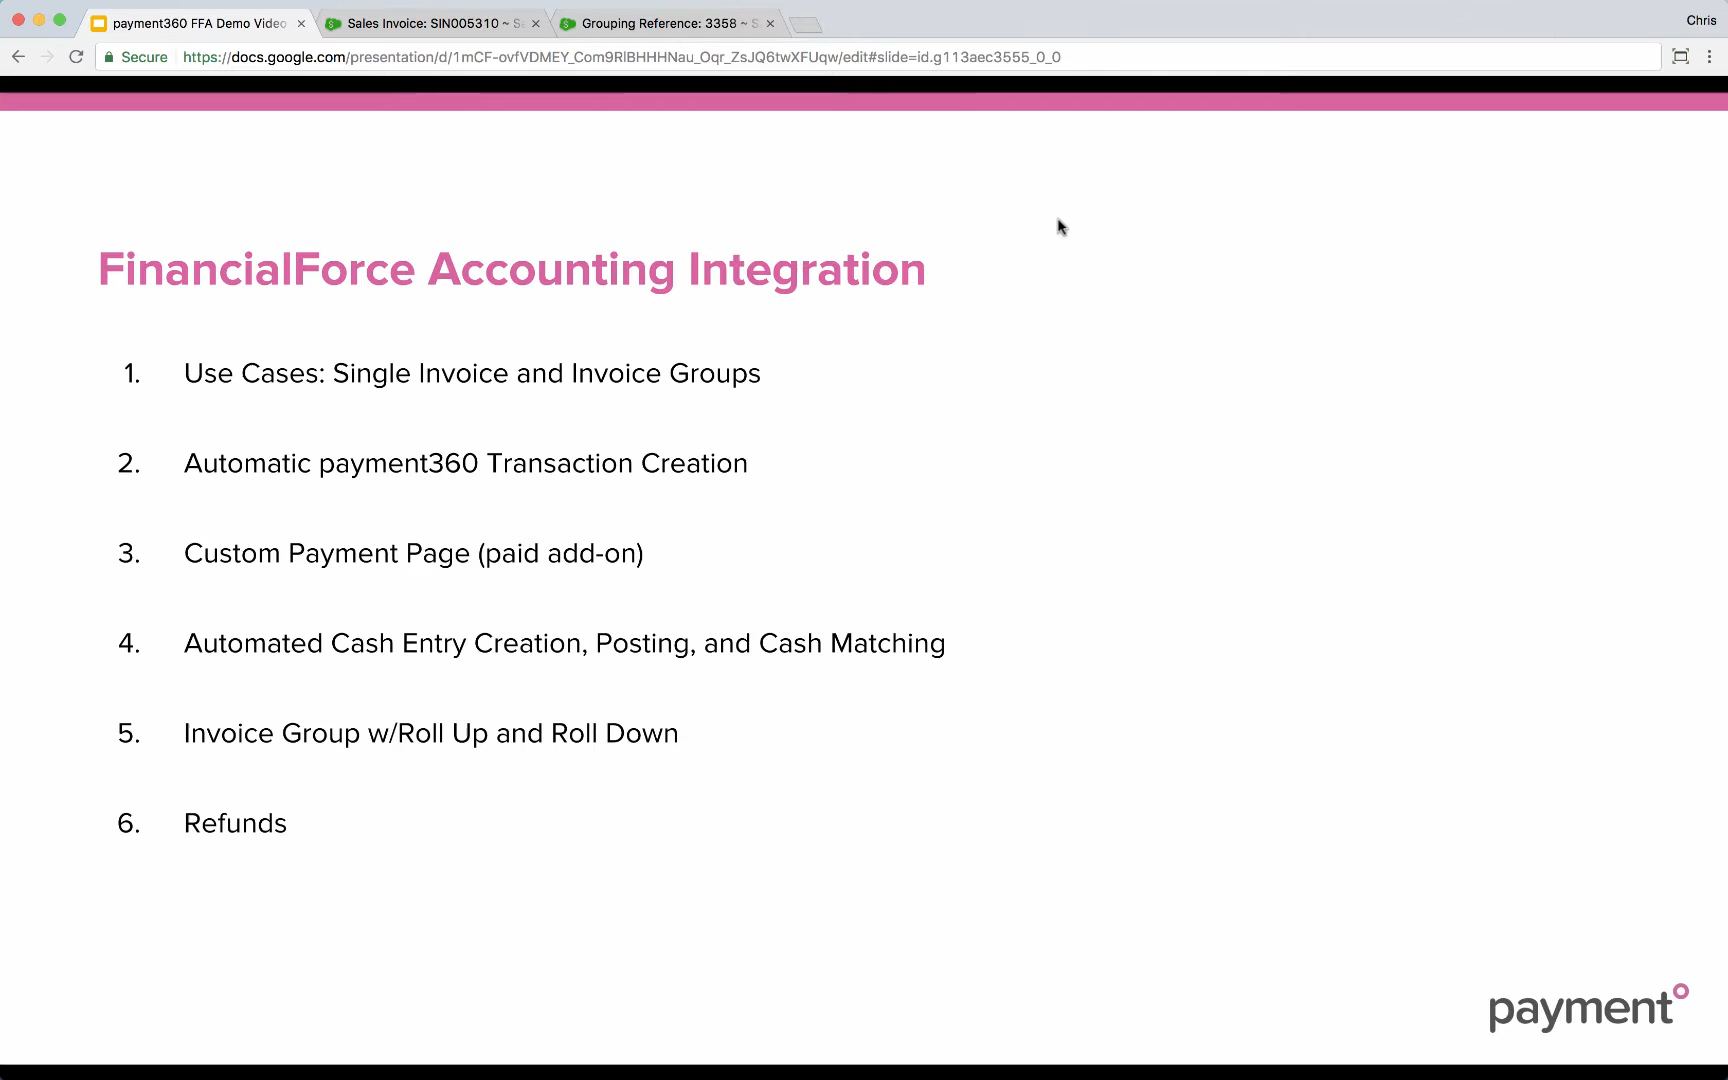 payment360 FFA Demo Video
Sales Invoice: SIN005310 ~ S
Grouping Reference: 3358 ~ S
Chris
Secure
https://docs.google.com/presentation/d/1mCF-ovfVDMEY_Com9RlBHHHNau_Oqr_ZsJQ6twXFUqw/edit#slide=id.g113aec3555_0_0
FinancialForce Accounting Integration
1. Use Cases: Single Invoice and Invoice Groups
2. Automatic payment360 Transaction Creation
3. Custom Payment Page (paid add-on)
4. Automated Cash Entry Creation, Posting, and Cash Matching
5. Invoice Group w/Roll Up and Roll Down
6. Refunds
payment°